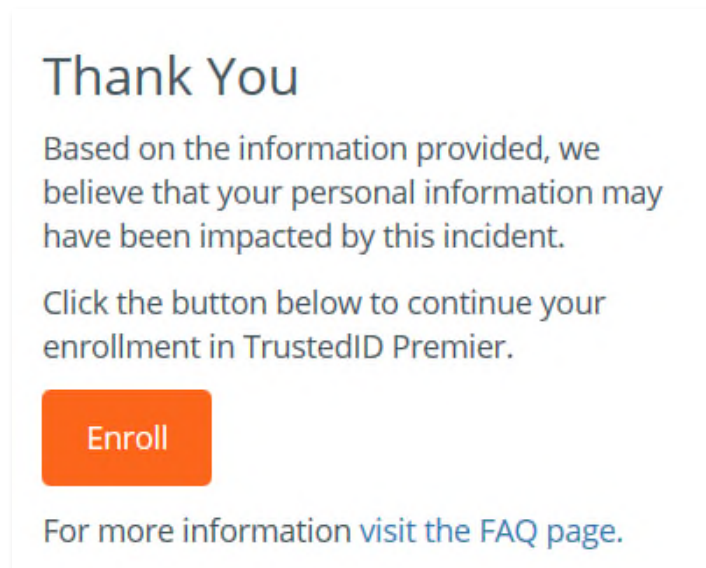 Thank You
Based on the information provided, we
believe that your personal information may
have been impacted by this incident.
Click the button below to continue your
enrollment in TrustedID Premier.
Enroll
For more information visit the FAQ page.